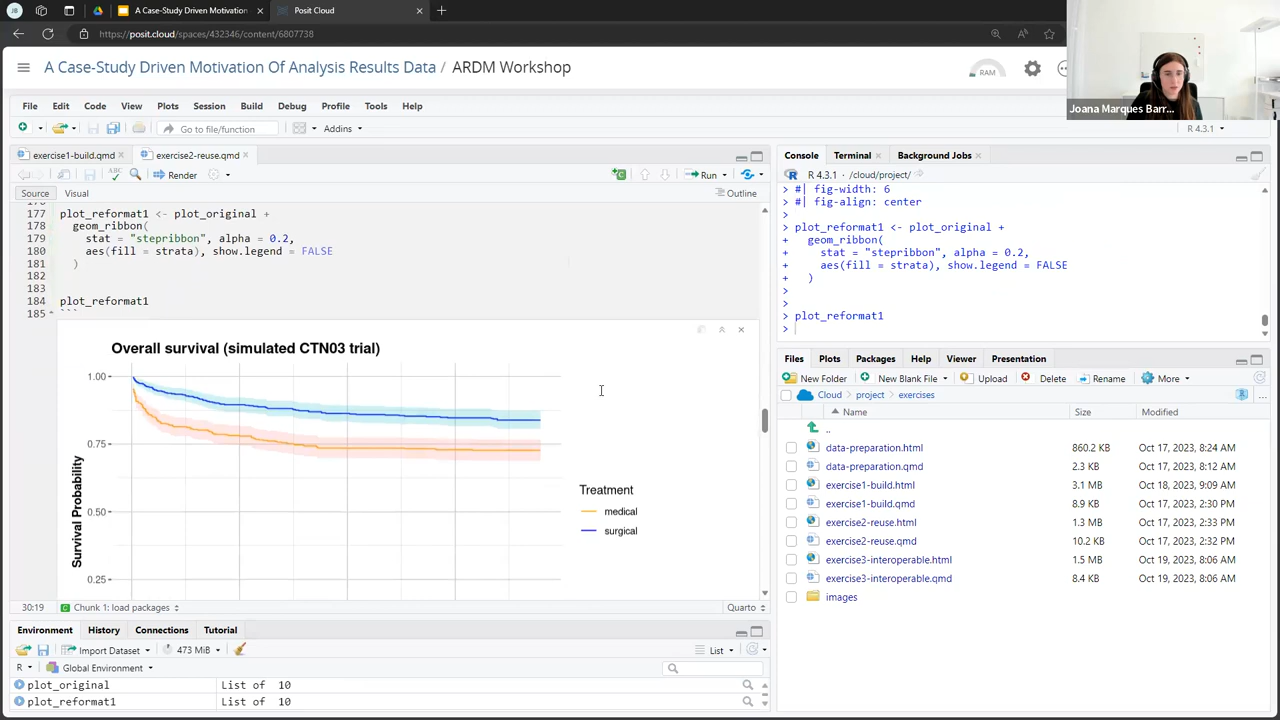 A Case-Study Driven Motivation
Posit Cloud
https://posit.cloud/spaces/432346/content/6807738
A Case-Study Driven Motivation Of Analysis Results Data / ARDM Workshop
RAM
Joana Marques Barr...
File Edit Code View Plots Session Build Debug Profile Tools Help
Go to file/function
Addins
R 4.3.1
exercise1-build.qmd
exercise2-reuse.qmd
Render
Run
Source Visual
Outline
177 plot_reformat1 <- plot_original +
178 geom_ribbon(
179 stat = "stepribbon", alpha = 0.2,
180 aes(fill = strata), show.legend = FALSE
181 )
182
183
184 plot_reformat1
185 ```
Overall survival (simulated CTN03 trial)
1.00
0.75
0.50
0.25
Survival Probability
Treatment
medical
surgical
30:19 Chunk 1: load packages Quarto
Environment History Connections Tutorial
Import Dataset 473 MiB List
R Global Environment
plot_original List of 10
plot_reformat1 List of 10
Console Terminal Background Jobs
R 4.3.1 · /cloud/project/
> #| fig-width: 6
> #| fig-align: center
>
> plot_reformat1 <- plot_original +
+ geom_ribbon(
+ stat = "stepribbon", alpha = 0.2,
+ aes(fill = strata), show.legend = FALSE
+ )
>
>
> plot_reformat1
>
Files Plots Packages Help Viewer Presentation
New Folder New Blank File Upload Delete Rename More
Cloud project exercises
Name Size Modified
..
data-preparation.html 860.2 KB Oct 17, 2023, 8:24 AM
data-preparation.qmd 2.3 KB Oct 17, 2023, 8:12 AM
exercise1-build.html 3.1 MB Oct 18, 2023, 9:09 AM
exercise1-build.qmd 8.9 KB Oct 17, 2023, 2:30 PM
exercise2-reuse.html 1.3 MB Oct 17, 2023, 2:33 PM
exercise2-reuse.qmd 10.2 KB Oct 17, 2023, 2:32 PM
exercise3-interoperable.html 1.5 MB Oct 19, 2023, 8:06 AM
exercise3-interoperable.qmd 8.4 KB Oct 19, 2023, 8:06 AM
images